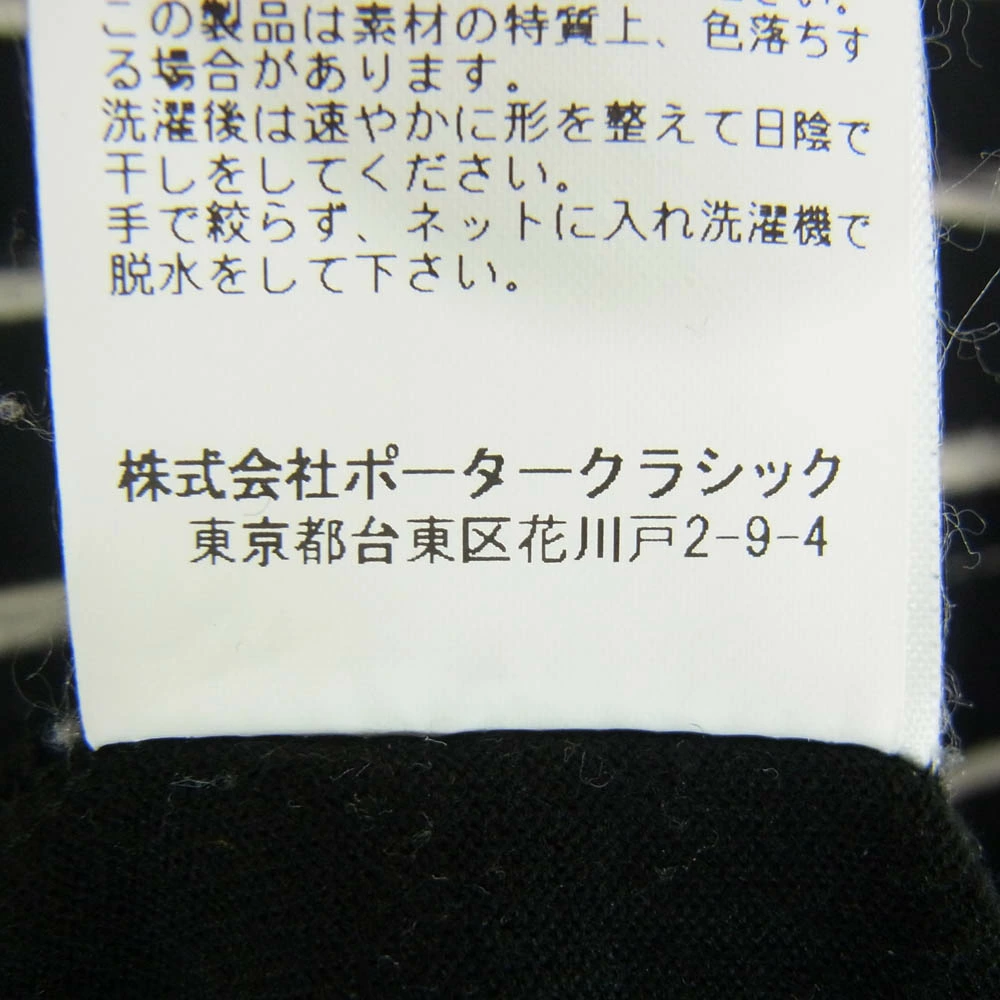 さい。
この製品は素材の特質上、色落ちす
る場合があります。
洗濯後は速やかに形を整えて日陰で
干しをしてください。
手で絞らず、ネットに入れ洗濯機で
脱水をして下さい。
株式会社ポータークラシック
東京都台東区花川戸2-9-4